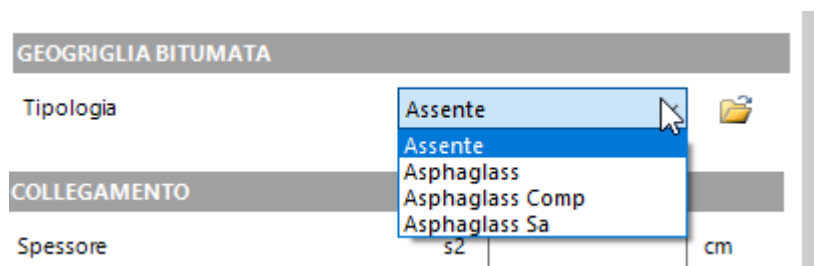 GEOGRIGLIA BITUMATA
Tipologia Assente
Assente
Asphaglass
Asphaglass Comp
Asphaglass Sa
COLLEGAMENTO
Spessore s2 cm